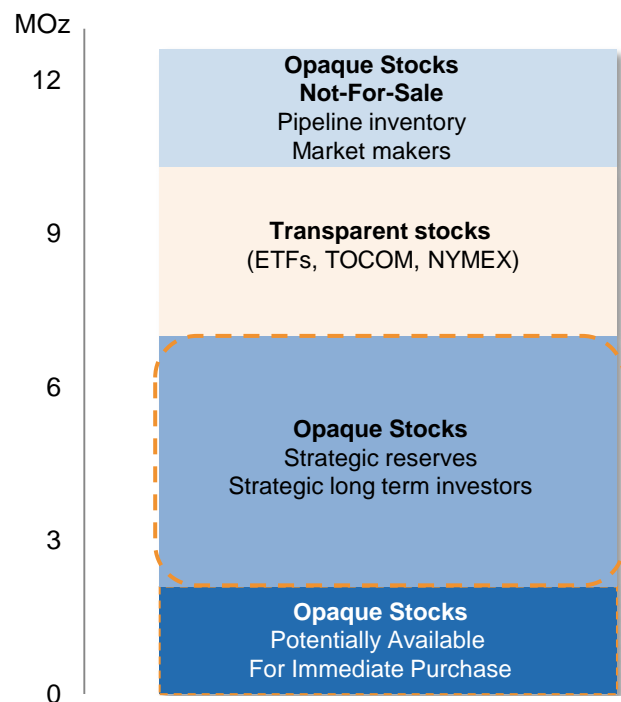 MOz
12
9
6
3
0
Opaque Stocks
Not-For-Sale
Pipeline inventory
Market makers
Transparent stocks
(ETFs, TOCOM, NYMEX)
Opaque Stocks
Strategic reserves
Strategic long term investors
Opaque Stocks
Potentially Available
For Immediate Purchase